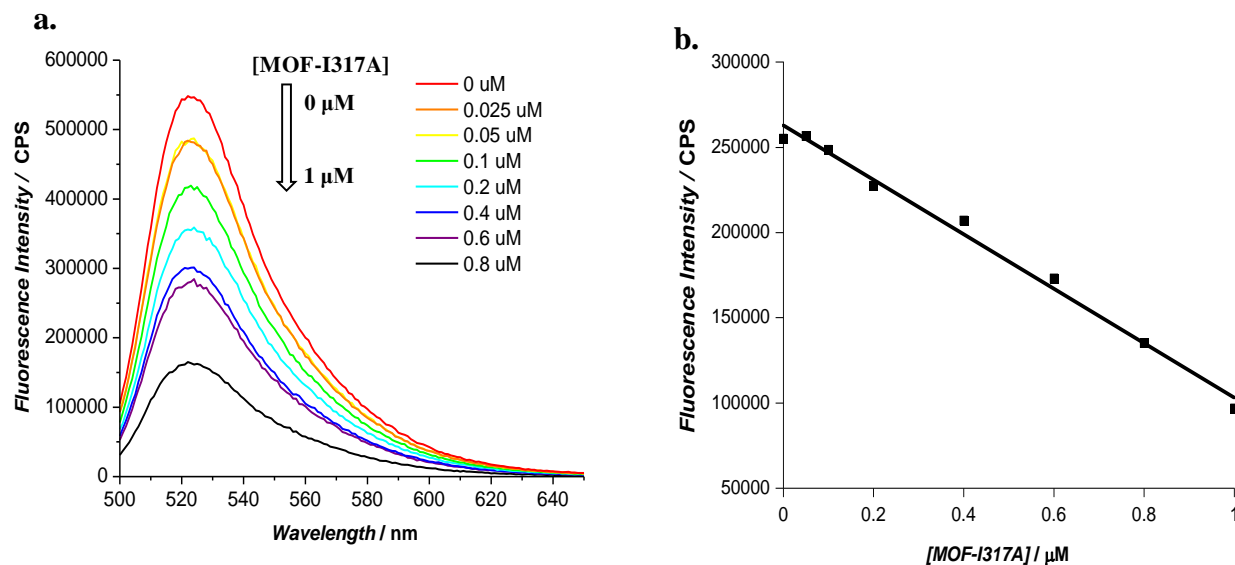 a.
600000
500000
400000
300000
200000
100000
0
Fluorescence Intensity / CPS
500 520 540 560 580 600 620 640
Wavelength / nm
[MOF-I317A]
0 µM
1 µM
0 uM
0.025 uM
0.05 uM
0.1 uM
0.2 uM
0.4 uM
0.6 uM
0.8 uM
b.
300000
250000
200000
150000
100000
50000
Fluorescence Intensity / CPS
0 0.2 0.4 0.6 0.8 1
[MOF-I317A] / µM